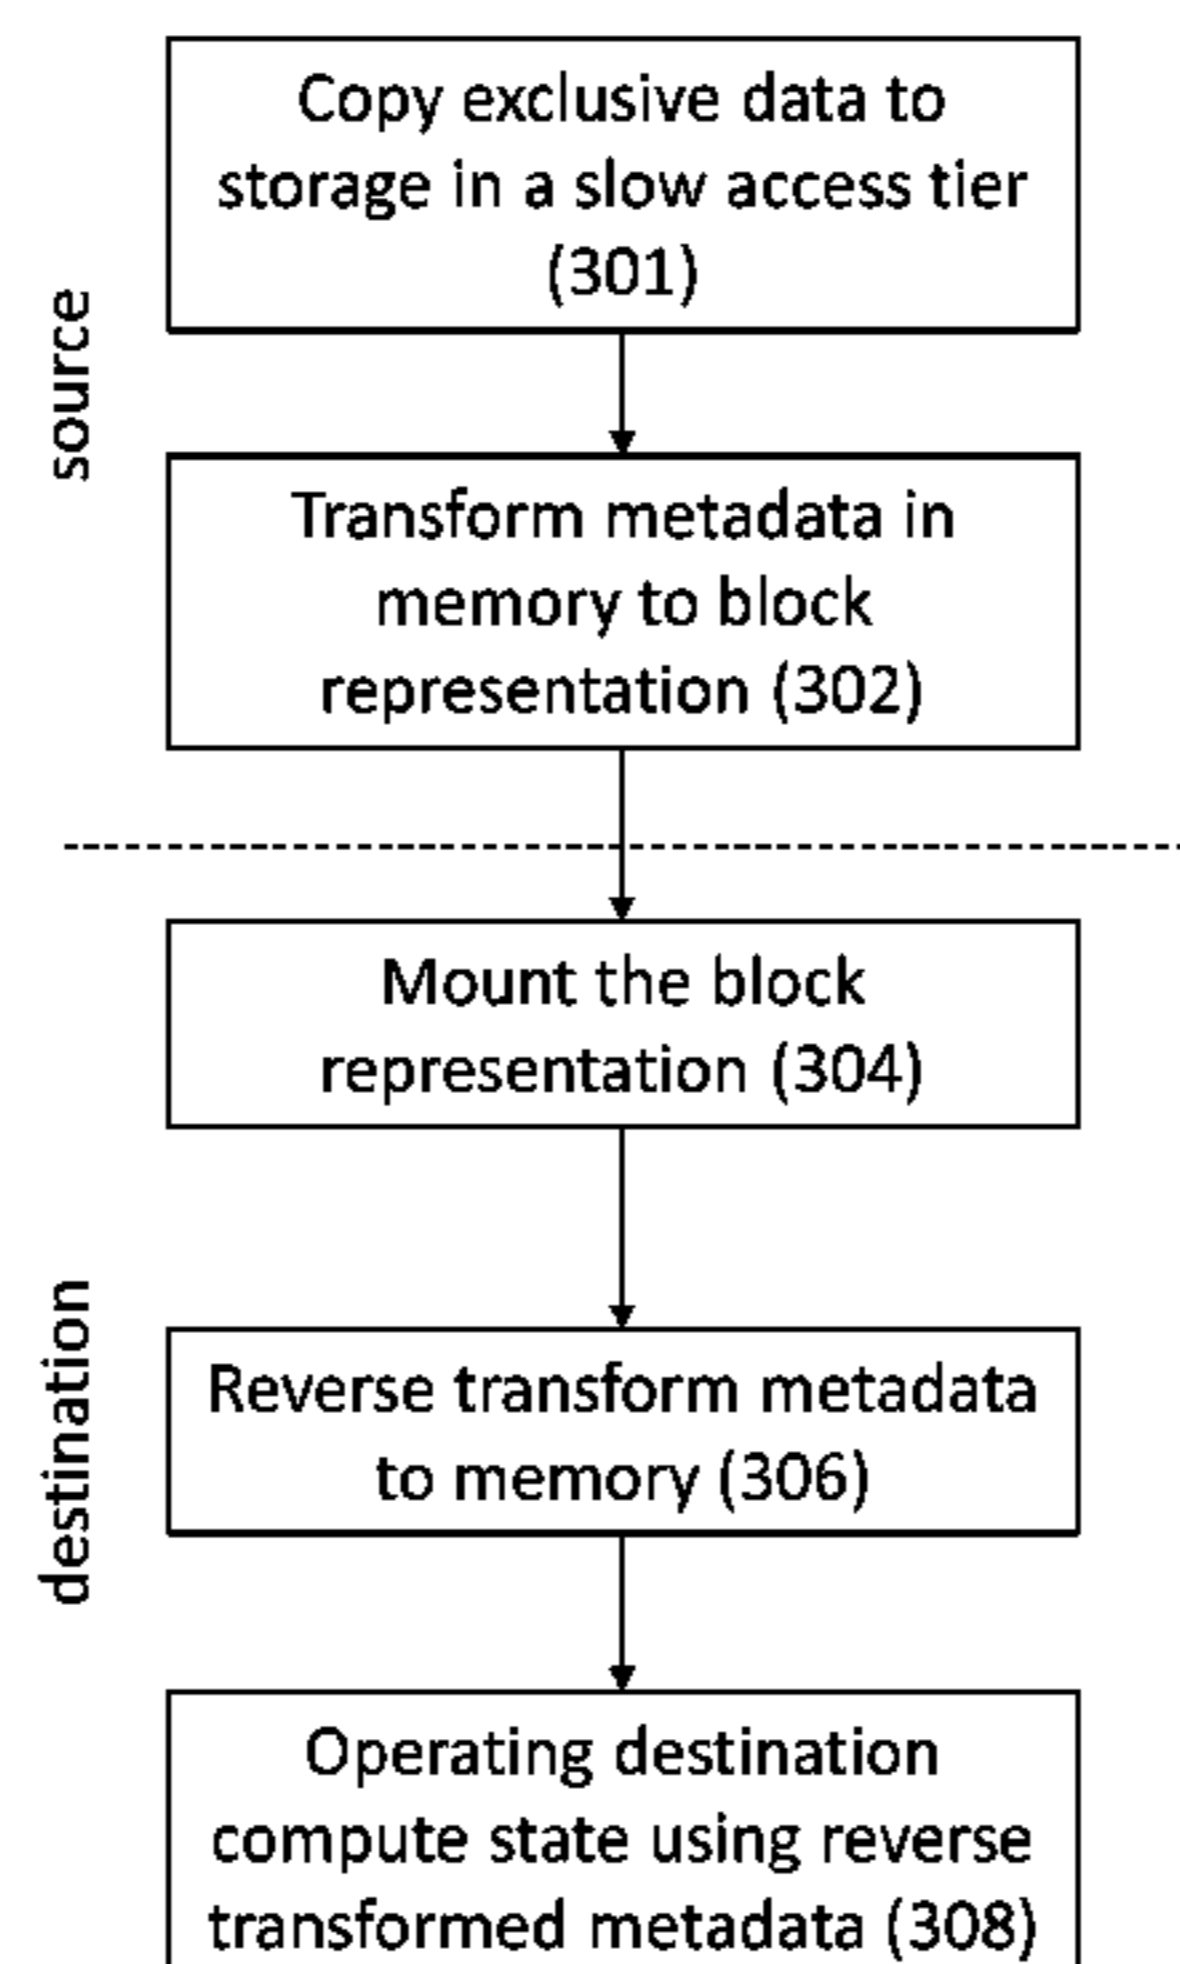 Copy exclusive data to
storage in a slow access tier
(301)
source
Transform metadata in
memory to block
representation (302)
Mount the block
representation (304)
destination
Reverse transform metadata
to memory (306)
Operating destination
compute state using reverse
transformed metadata (308)